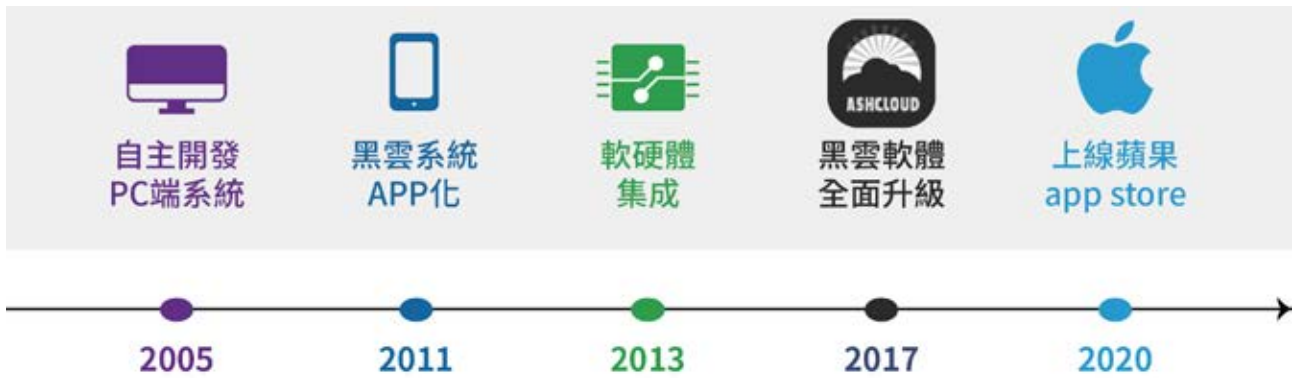 ASHCLOUD
自主開發
PC端系統
黑雲系統
APP化
軟硬體
集成
黑雲軟體
全面升級
上線蘋果
app store
2005
2011
2013
2017
2020